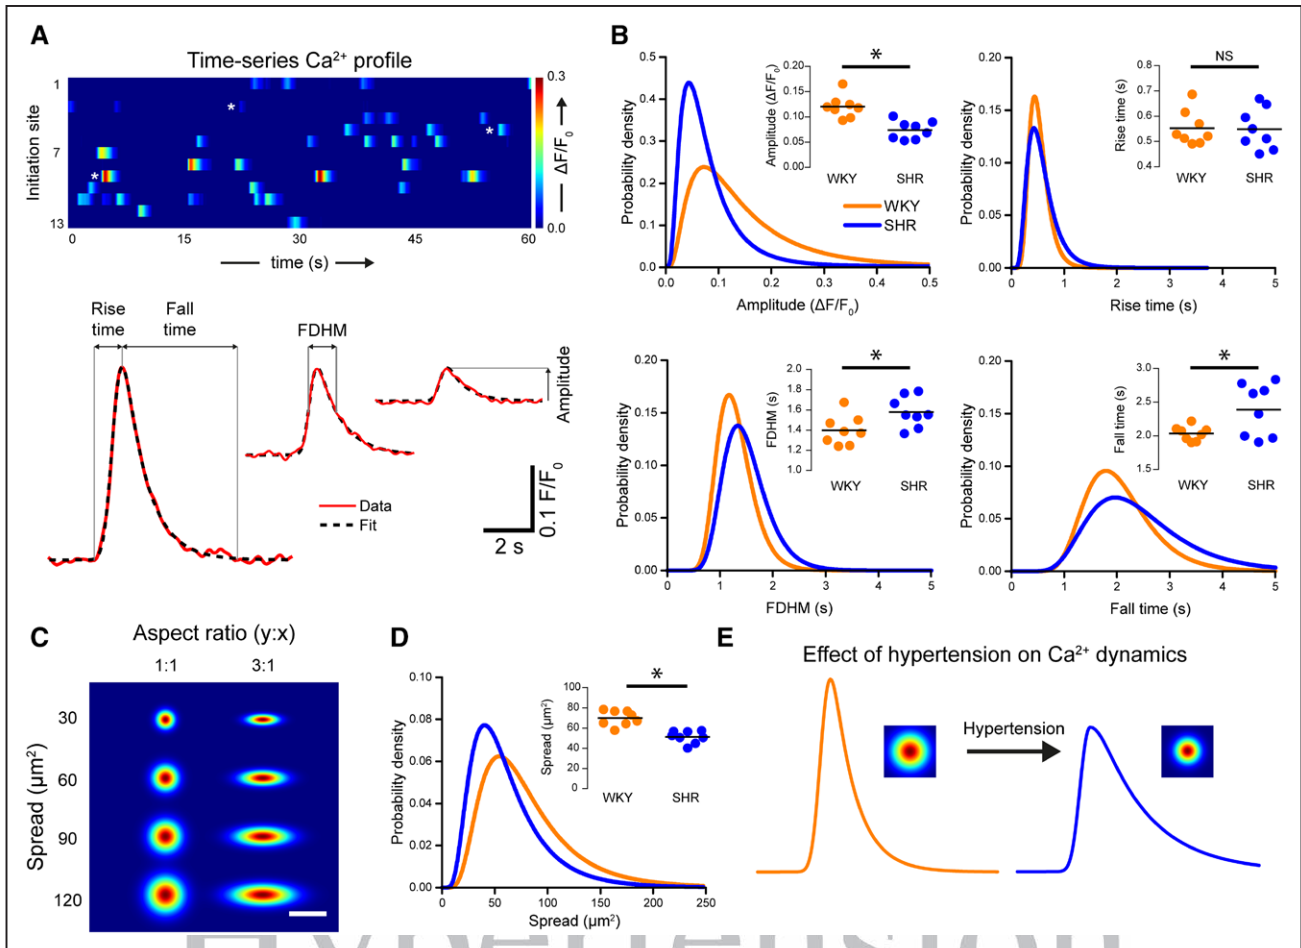 A
Time-series Ca²⁺ profile
Initiation site
1
7
13
0 15 30 45 60
time (s)
0.3
0.0
ΔF/F₀
*
*
*
Rise time
Fall time
FDHM
Amplitude
Data
Fit
2 s
0.1 F/F₀
B
Probability density
0.5
0.4
0.3
0.2
0.1
0.0
0.0 0.1 0.2 0.3 0.4 0.5
Amplitude (ΔF/F₀)
Amplitude (ΔF/F₀)
0.20
0.15
0.10
0.05
0.00
*
WKY SHR
WKY
SHR
Probability density
0.20
0.15
0.10
0.05
0.00
0 1 2 3 4 5
Rise time (s)
Rise time (s)
0.8
0.7
0.6
0.5
0.4
NS
WKY SHR
Probability density
0.20
0.15
0.10
0.05
0.00
0 1 2 3 4 5
FDHM (s)
FDHM (s)
2.0
1.8
1.6
1.4
1.2
1.0
*
WKY SHR
Probability density
0.20
0.15
0.10
0.05
0.00
0 1 2 3 4 5
Fall time (s)
Fall time (s)
3.0
2.5
2.0
1.5
*
WKY SHR
C
Aspect ratio (y:x)
1:1 3:1
Spread (μm²)
30
60
90
120
D
Probability density
0.10
0.08
0.06
0.04
0.02
0.00
0 50 100 150 200 250
Spread (μm²)
Spread (μm²)
100
80
60
40
20
0
*
WKY SHR
E
Effect of hypertension on Ca²⁺ dynamics
Hypertension
Hypertension